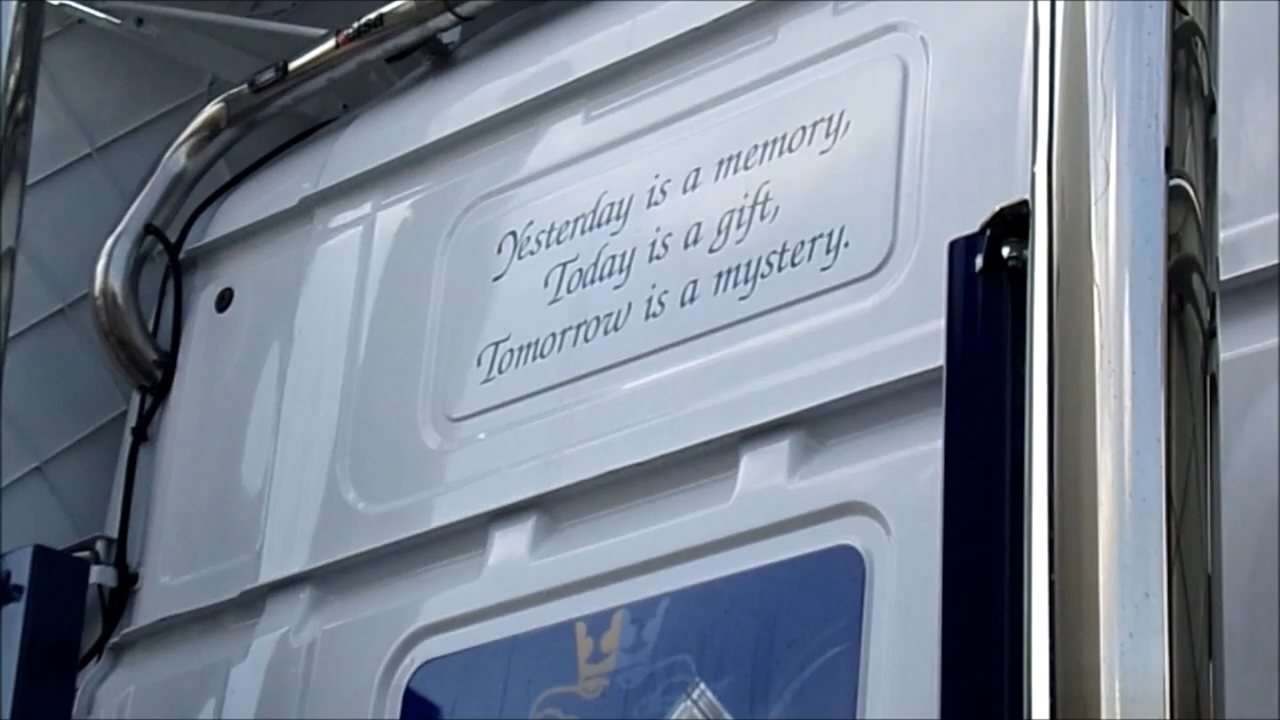 Yesterday is a memory,
Today is a gift,
Tomorrow is a mystery.